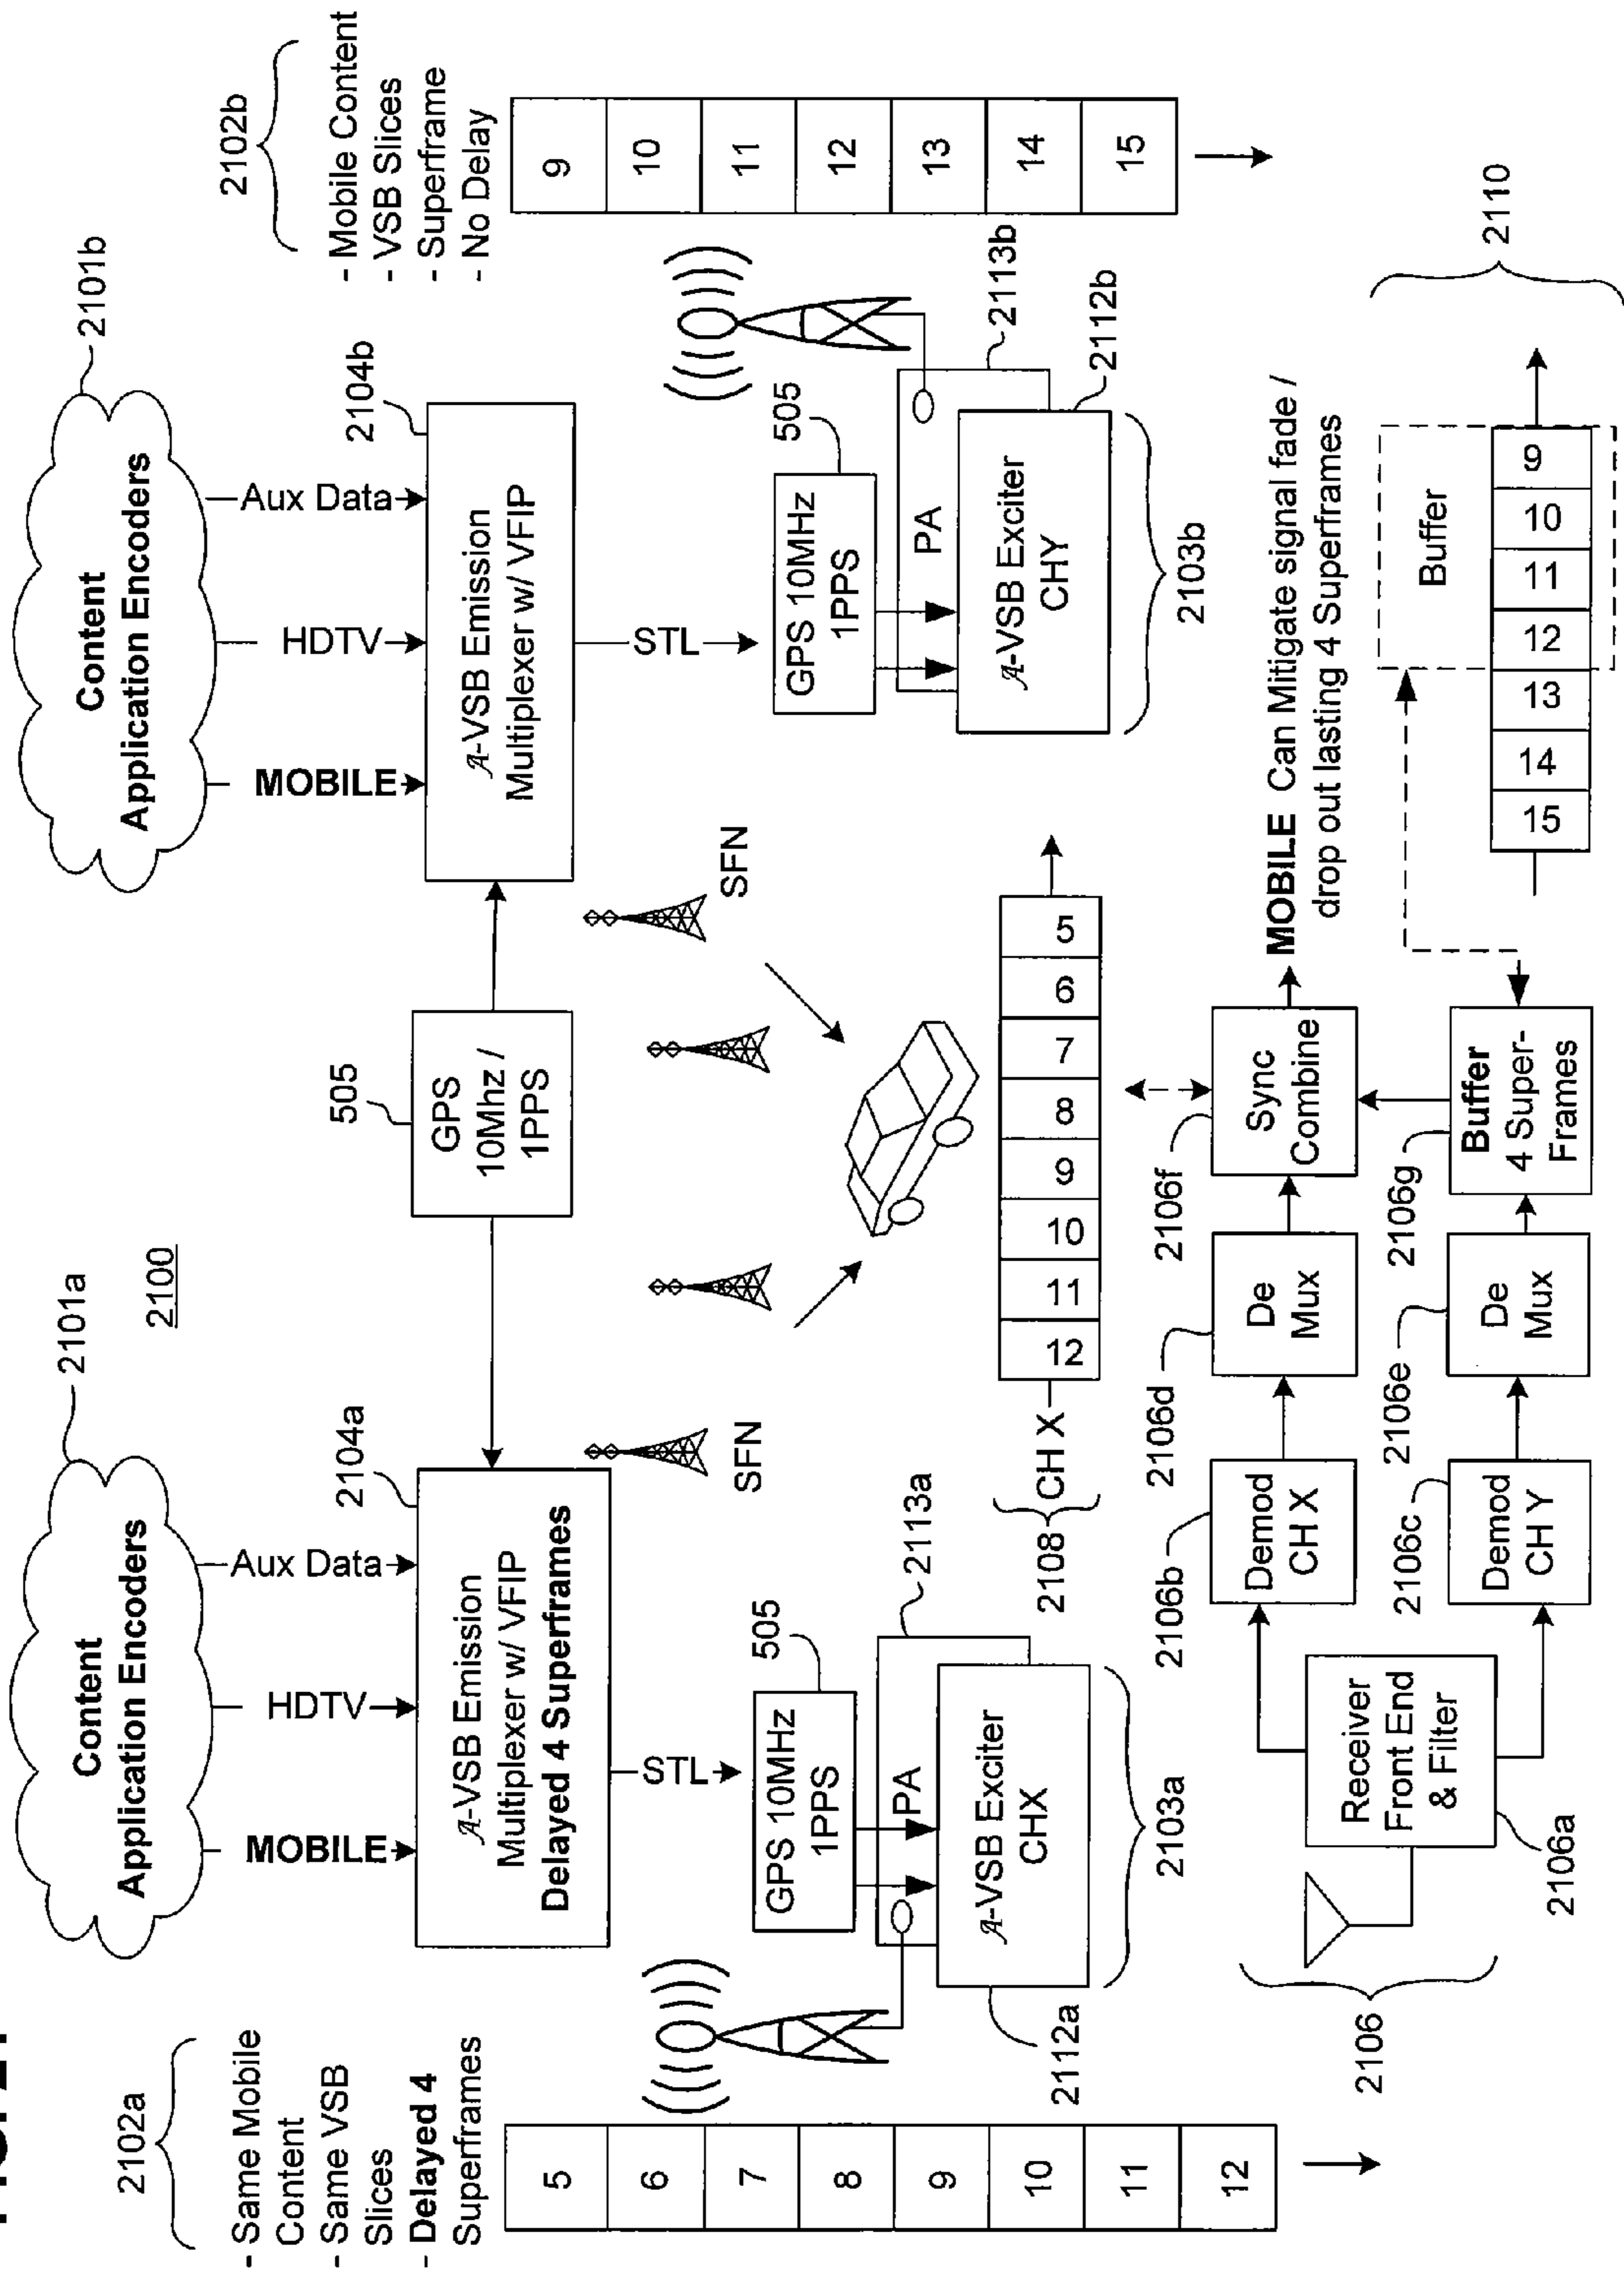 2102a
- Same Mobile
Content
- Same VSB
Slices
- Delayed 4
Superframes
5
6
7
8
9
10
11
12
Content
Application Encoders
2101a
2100
MOBILE
HDTV
Aux Data
2104a
A-VSB Emission
Multiplexer w/ VFIP
Delayed 4 Superframes
STL
505
GPS 10MHz
1PPS
PA
2113a
A-VSB Exciter
CHX
2112a
2103a
505
GPS
10Mhz /
1PPS
SFN
SFN
Content
Application Encoders
2101b
MOBILE
HDTV
Aux Data
2104b
A-VSB Emission
Multiplexer w/ VFIP
STL
505
GPS 10MHz
1PPS
PA
2113b
A-VSB Exciter
CHY
2112b
2103b
2102b
- Mobile Content
- VSB Slices
- Superframe
- No Delay
9
10
11
12
13
14
15
2108
CH X
12
11
10
9
8
7
6
5
2106
Receiver
Front End
& Filter
2106a
2106b
Demod
CH X
2106d
De
Mux
2106f
Sync
Combine
MOBILE Can Mitigate signal fade /
drop out lasting 4 Superframes
2106c
Demod
CH Y
2106e
De
Mux
2106g
Buffer
4 Super-
Frames
Buffer
15
14
13
12
11
10
9
2110